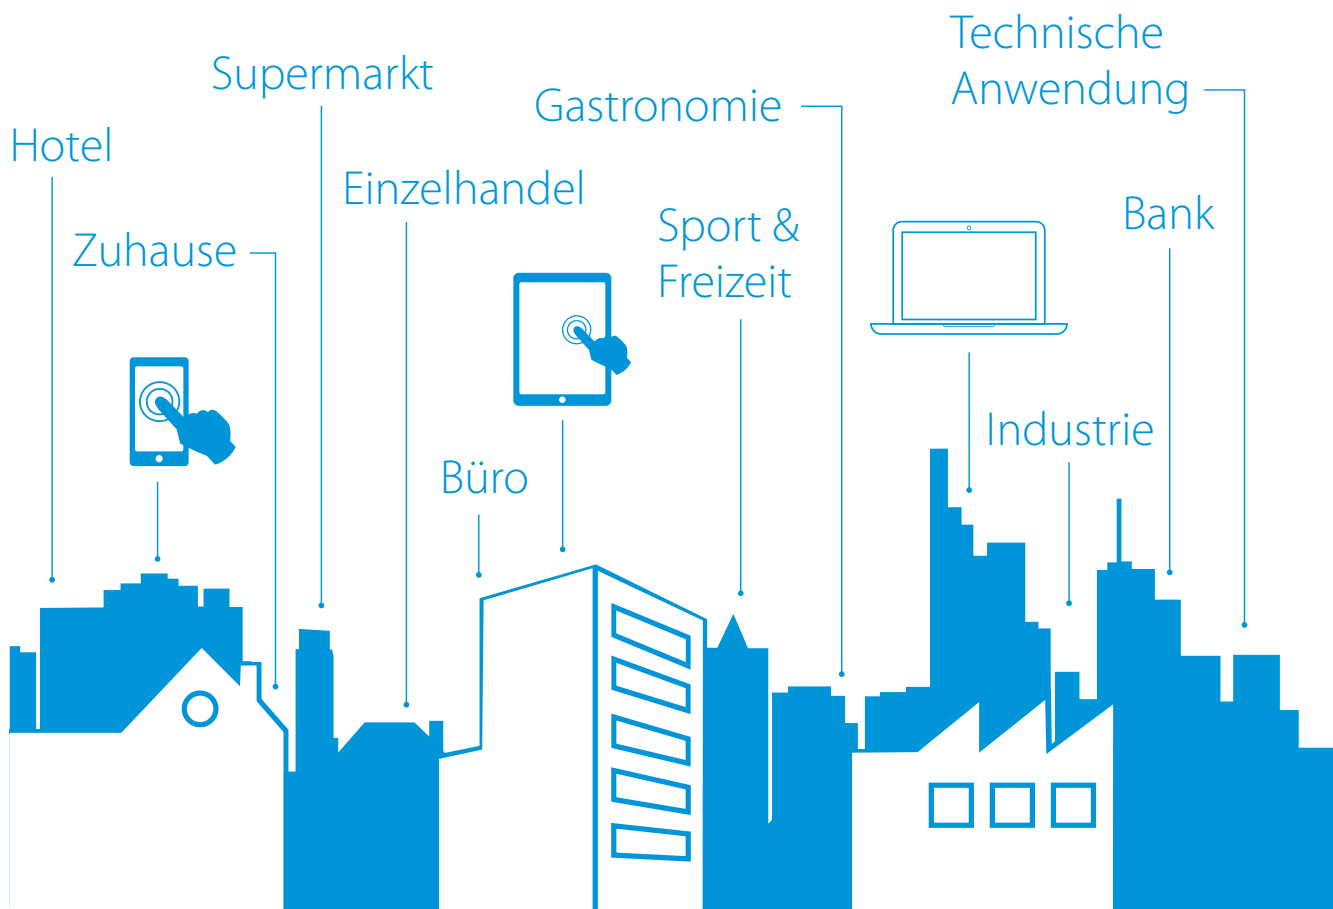 Technische
Anwendung
Supermarkt
Gastronomie
Hotel
Einzelhandel
Zuhause
Sport &
Freizeit
Bank
Industrie
Büro